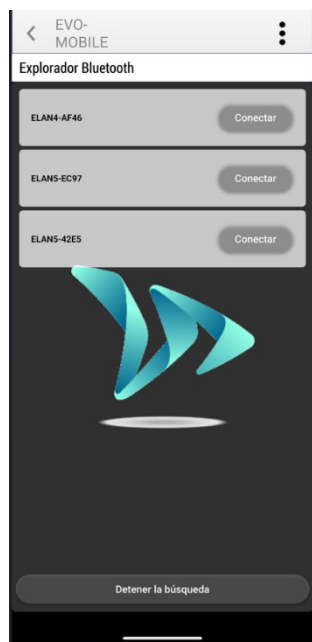 EVO-
MOBILE
Explorador Bluetooth
ELAN4-AF46
Conectar
ELAN5-EC97
Conectar
ELAN5-42E5
Conectar
Detener la búsqueda